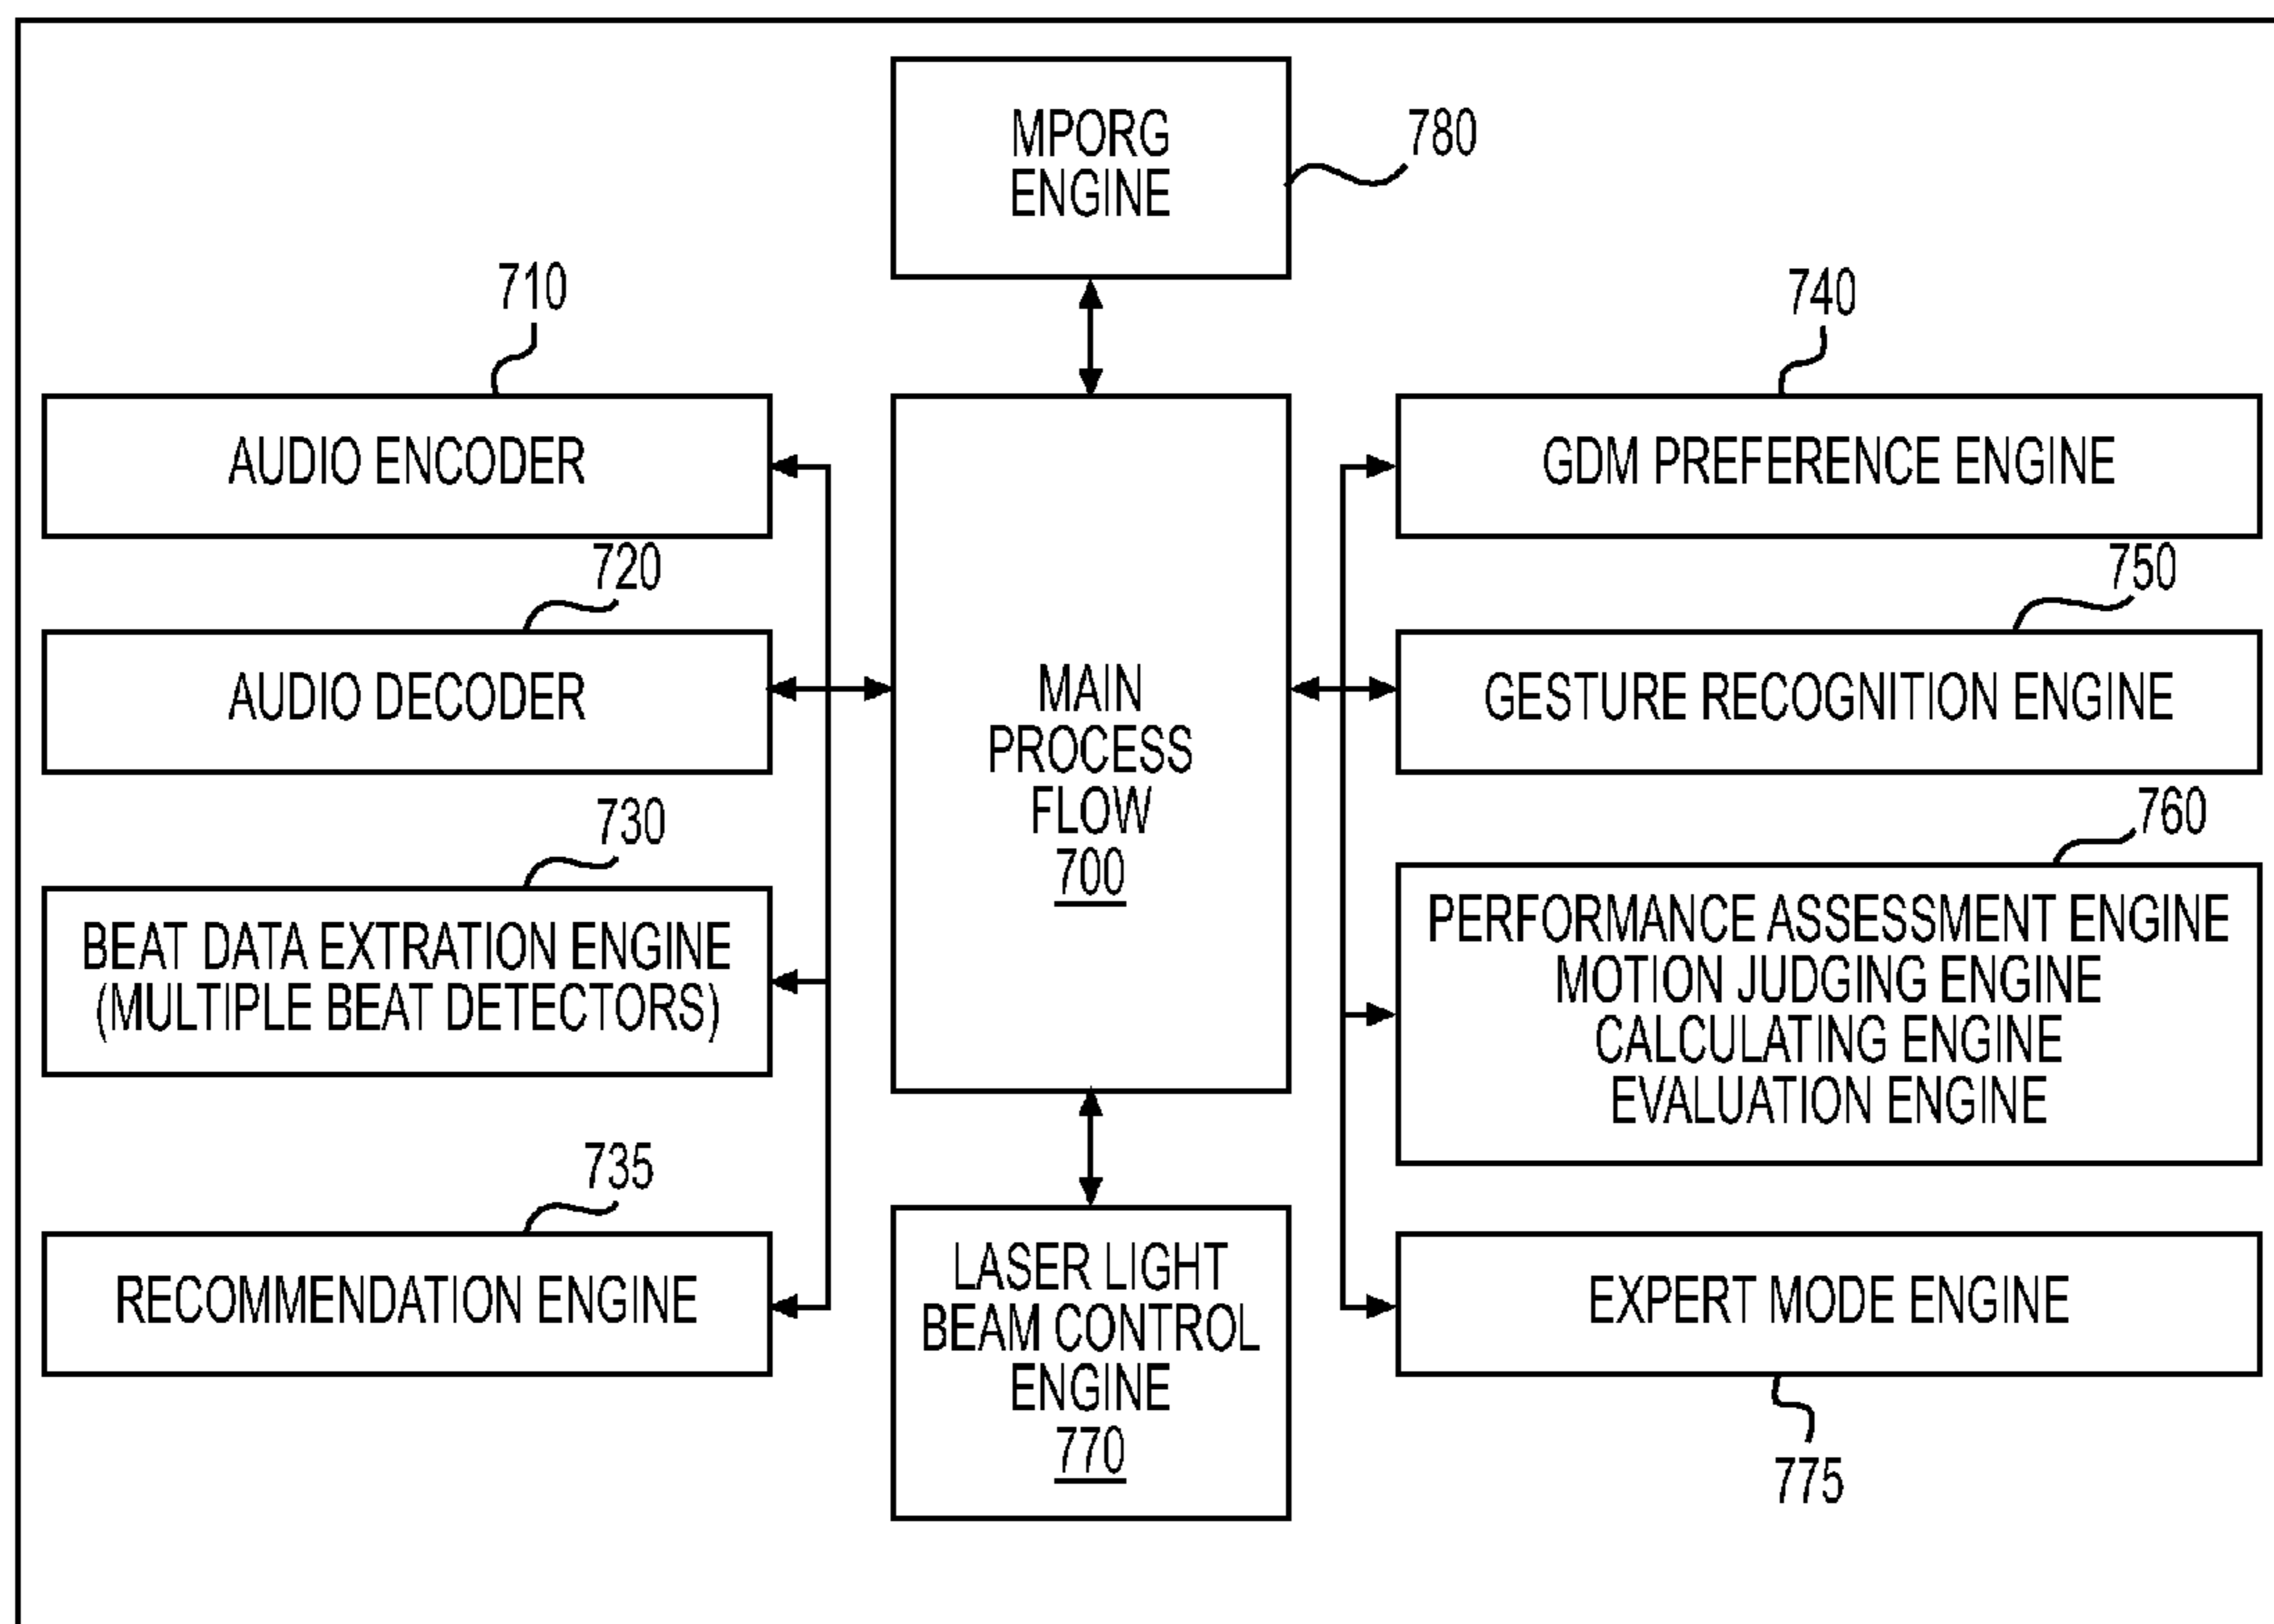 MPORG
ENGINE
780
710
AUDIO ENCODER
720
AUDIO DECODER
730
BEAT DATA EXTRATION ENGINE
(MULTIPLE BEAT DETECTORS)
735
RECOMMENDATION ENGINE
MAIN
PROCESS
FLOW
700
LASER LIGHT
BEAM CONTROL
ENGINE
770
740
GDM PREFERENCE ENGINE
750
GESTURE RECOGNITION ENGINE
760
PERFORMANCE ASSESSMENT ENGINE
MOTION JUDGING ENGINE
CALCULATING ENGINE
EVALUATION ENGINE
EXPERT MODE ENGINE
775